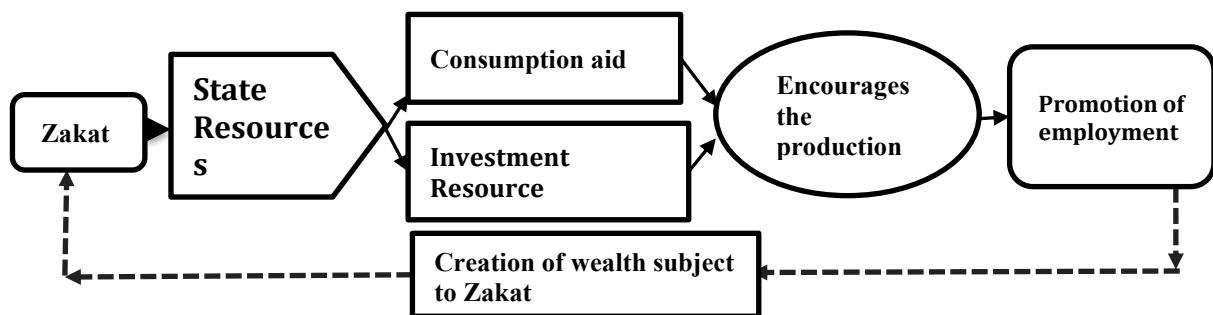 Zakat
State
Resource
s
Consumption aid
Investment
Resource
Encourages
the
production
Promotion of
employment
Creation of wealth subject
to Zakat